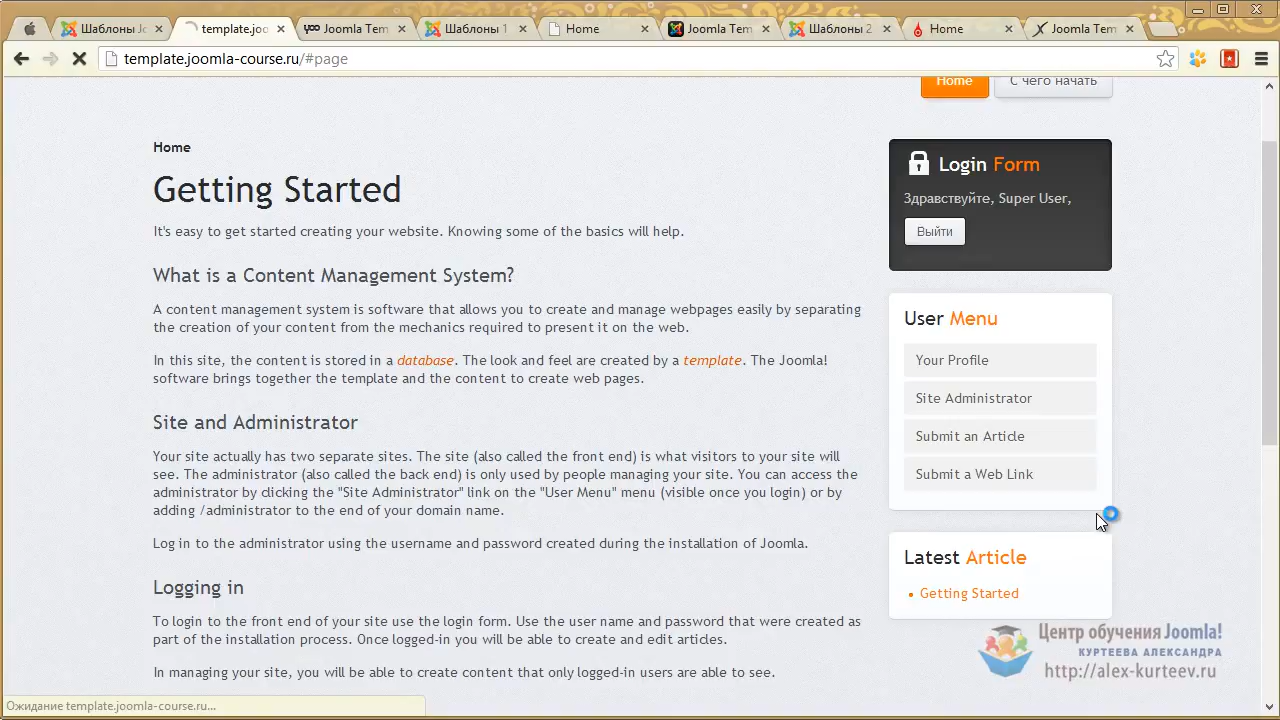 Шаблоны Jo
template.joo
Joomla Tem
Шаблоны 1
Home
Joomla Tem
Шаблоны 2
Home
Joomla Tem
template.joomla-course.ru/#page
Home
С чего начать
Home
Getting Started
It's easy to get started creating your website. Knowing some of the basics will help.
What is a Content Management System?
A content management system is software that allows you to create and manage webpages easily by separating
the creation of your content from the mechanics required to present it on the web.
In this site, the content is stored in a database. The look and feel are created by a template. The Joomla!
software brings together the template and the content to create web pages.
Site and Administrator
Your site actually has two separate sites. The site (also called the front end) is what visitors to your site will
see. The administrator (also called the back end) is only used by people managing your site. You can access the
administrator by clicking the "Site Administrator" link on the "User Menu" menu (visible once you login) or by
adding /administrator to the end of your domain name.
Log in to the administrator using the username and password created during the installation of Joomla.
Logging in
To login to the front end of your site use the login form. Use the user name and password that were created as
part of the installation process. Once logged-in you will be able to create and edit articles.
In managing your site, you will be able to create content that only logged-in users are able to see.
Login Form
Здравствуйте, Super User,
Выйти
User Menu
Your Profile
Site Administrator
Submit an Article
Submit a Web Link
Latest Article
Getting Started
Центр обучения Joomla!
КУРТЕЕВА АЛЕКСАНДРА
http://alex-kurteev.ru
Ожидание template.joomla-course.ru...